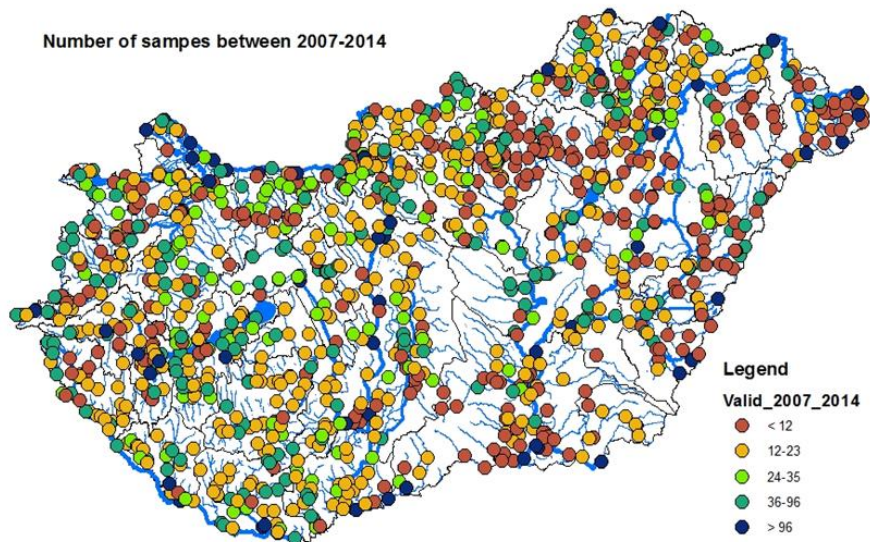 Number of sampes between 2007-2014
Legend
Valid_2007_2014
< 12
12-23
24-35
36-96
> 96